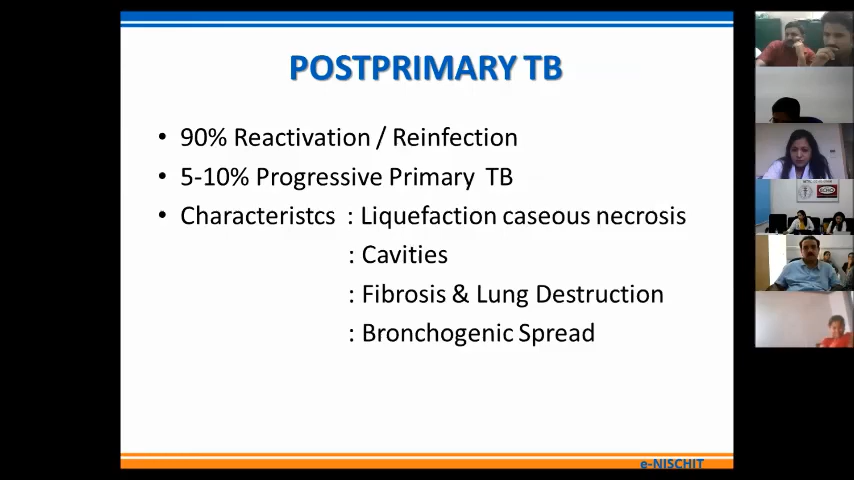 POSTPRIMARY TB
• 90% Reactivation / Reinfection
• 5-10% Progressive Primary TB
• Characteristcs : Liquefaction caseous necrosis
: Cavities
: Fibrosis & Lung Destruction
: Bronchogenic Spread
e-NISCHIT